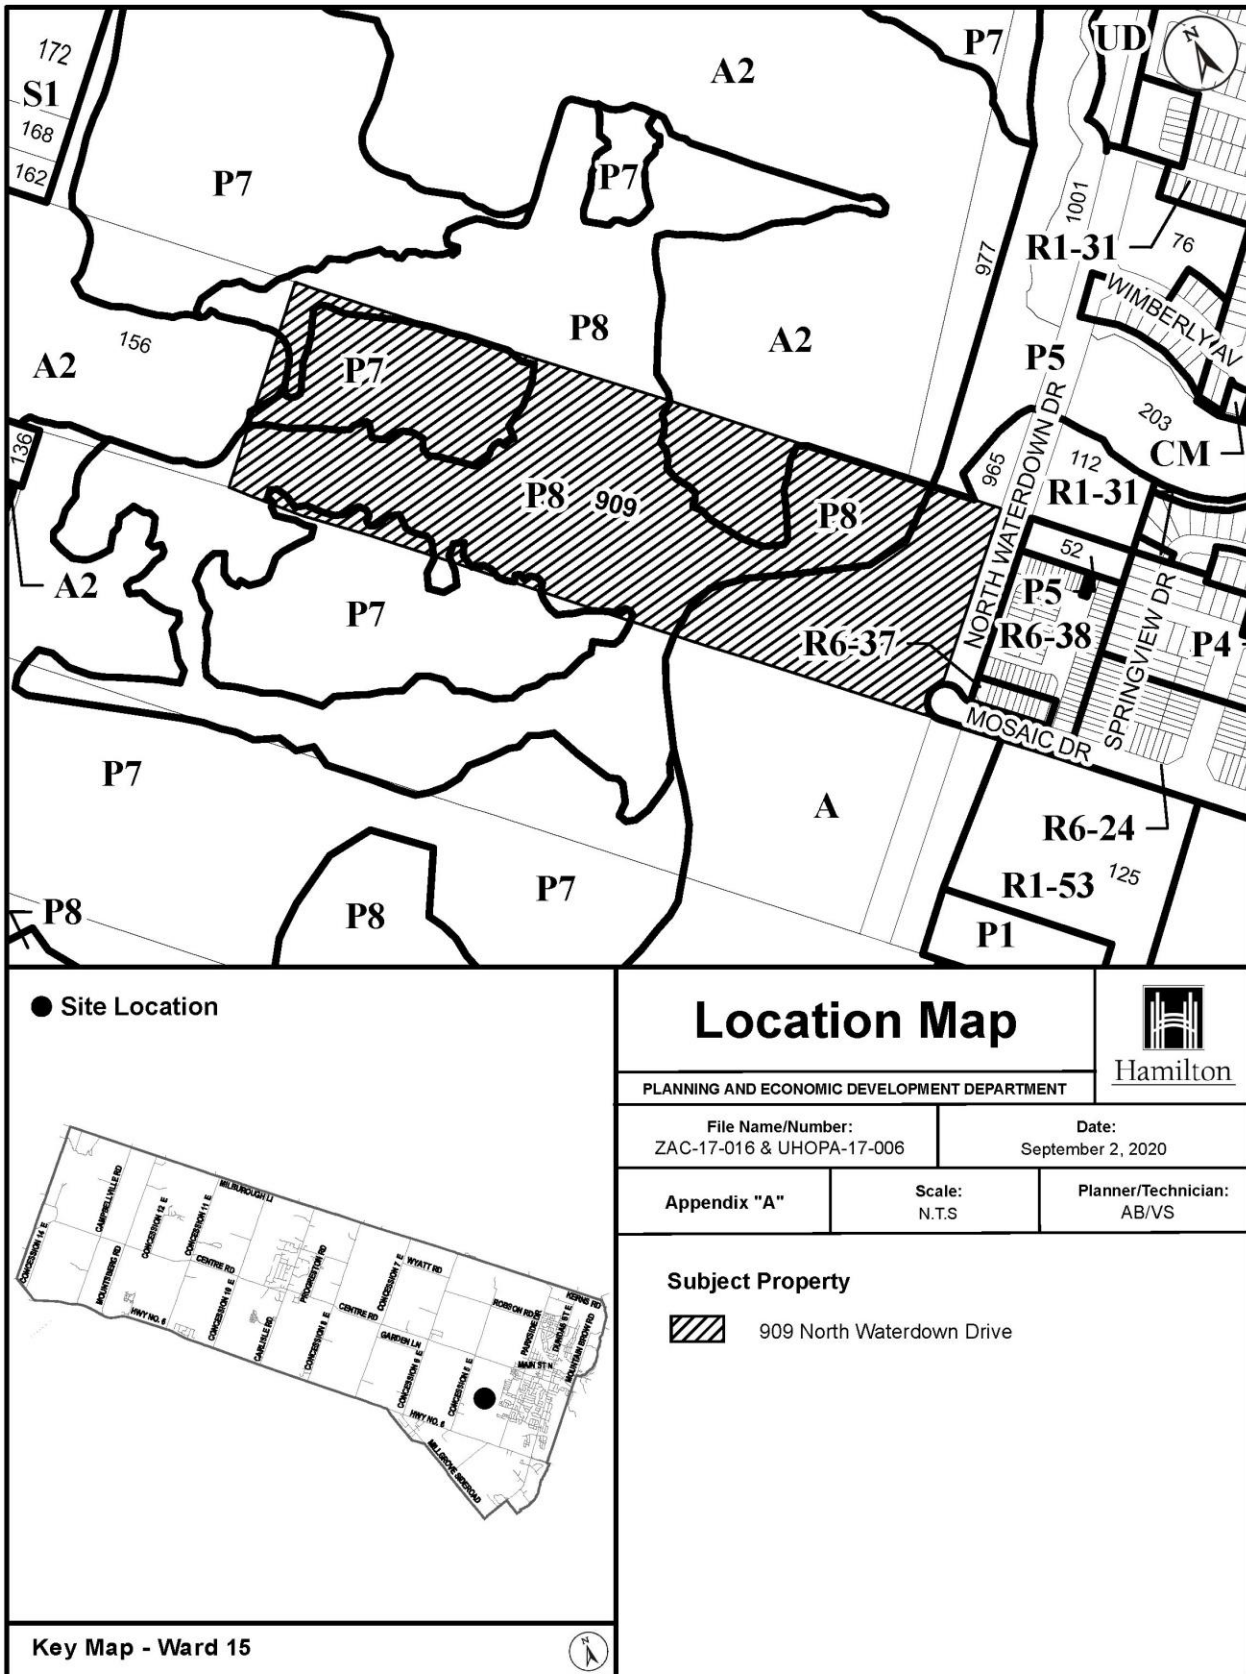 172
S1
168
162
P7
A2
P7
UD
N
P7
R1-31
1001
76
977
WIMBERLY AV
P8
A2
P5
156
A2
P7
203
CM
136
965
112
R1-31
NORTH WATERDOWN DR
P8
909
P8
52
A2
P7
P5
R6-37
R6-38
SPRINGVIEW DR
P4
MOSAIC DR
P7
A
R6-24
125
R1-53
P7
P8
P8
P1
Site Location
CAMPBELLVILLE RD
CONCESSION 12 E
CONCESSION 11 E
MILBUROUGH LI
CONCESSION 14 E
MOUNTSBERG RD
CENTRE RD
PROGRESTON RD
CONCESSION 7 E
WYATT RD
KERNS RD
HWY NO. 6
CONCESSION 10 E
CARLISLE RD
CONCESSION 8 E
CENTRE RD
GARDEN LN
ROBSON RD
PARKSIDE DR
DUNDAS ST E
MOUNTAIN BROW RD
MAIN ST N
CONCESSION 6 E
CONCESSION 5 E
HWY NO. 6
MILLGROVE SIDEROAD
Key Map - Ward 15
N
Location Map
Hamilton
PLANNING AND ECONOMIC DEVELOPMENT DEPARTMENT
File Name/Number:
ZAC-17-016 & UHOPA-17-006
Date:
September 2, 2020
Appendix "A"
Scale:
N.T.S
Planner/Technician:
AB/VS
Subject Property
909 North Waterdown Drive